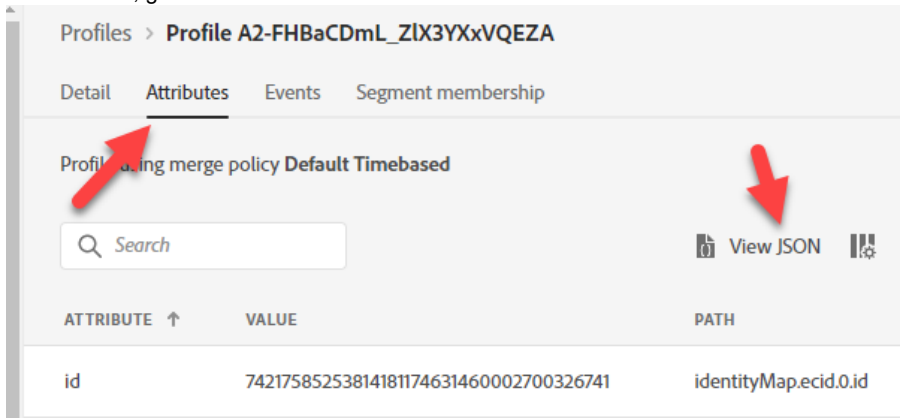 Profiles > Profile A2-FHBaCDmL_ZlX3YXxVQEZA
Detail Attributes Events Segment membership
merge policy Default Timebased
Search
View JSON
ATTRIBUTE ↑ VALUE PATH
id 74217585253814181174631460002700326741 identityMap.ecid.0.id